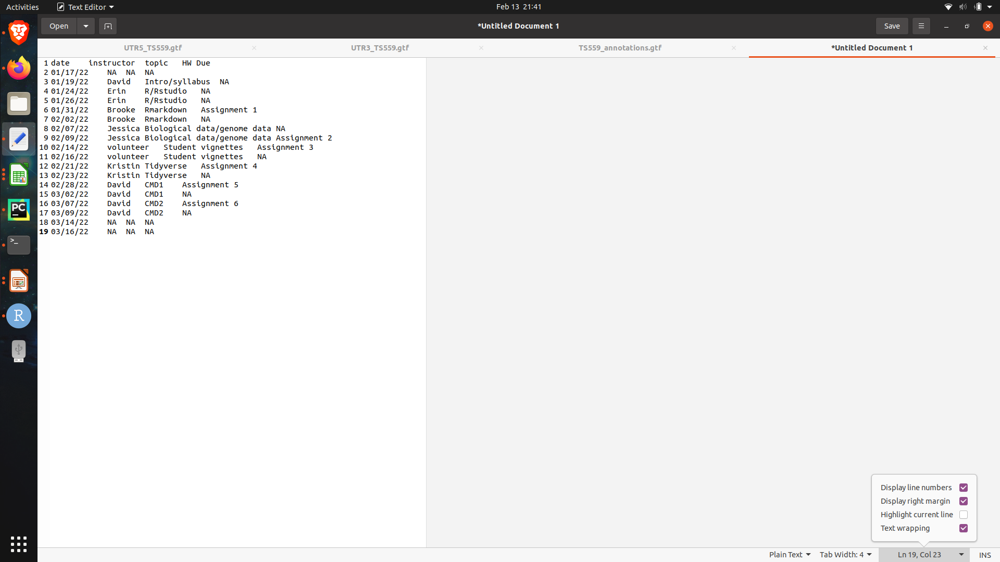 Activities Text Editor Feb 13 21:41
Open *Untitled Document 1 Save
UTR5_TS559.gtf UTR3_TS559.gtf TS559_annotations.gtf *Untitled Document 1
1 date instructor topic HW Due
2 01/17/22 NA NA NA
3 01/19/22 David Intro/syllabus NA
4 01/24/22 Erin R/Rstudio NA
5 01/26/22 Erin R/Rstudio NA
6 01/31/22 Brooke Rmarkdown Assignment 1
7 02/02/22 Brooke Rmarkdown NA
8 02/07/22 Jessica Biological data/genome data NA
9 02/09/22 Jessica Biological data/genome data Assignment 2
10 02/14/22 volunteer Student vignettes Assignment 3
11 02/16/22 volunteer Student vignettes NA
12 02/21/22 Kristin Tidyverse Assignment 4
13 02/23/22 Kristin Tidyverse NA
14 02/28/22 David CMD1 Assignment 5
15 03/02/22 David CMD1 NA
16 03/07/22 David CMD2 Assignment 6
17 03/09/22 David CMD2 NA
18 03/14/22 NA NA NA
19 03/16/22 NA NA NA
PC
>_
R
Display line numbers
Display right margin
Highlight current line
Text wrapping
Plain Text Tab Width: 4 Ln 19, Col 23 INS